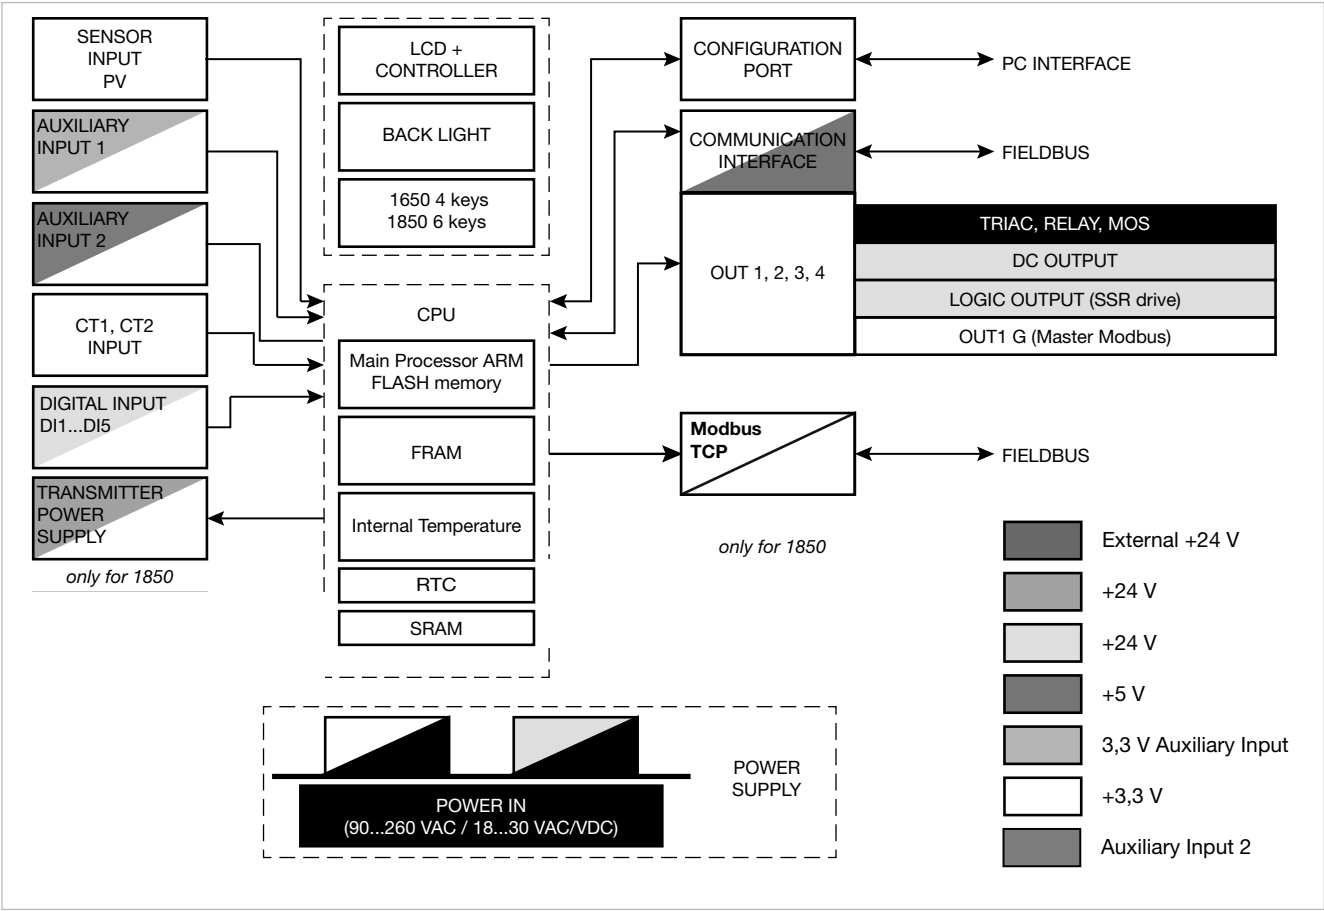 SENSOR
INPUT
PV
AUXILIARY
INPUT 1
AUXILIARY
INPUT 2
CT1, CT2
INPUT
DIGITAL INPUT
DI1...DI5
TRANSMITTER
POWER
SUPPLY
only for 1850
LCD +
CONTROLLER
BACK LIGHT
1650 4 keys
1850 6 keys
CPU
Main Processor ARM
FLASH memory
FRAM
Internal Temperature
RTC
SRAM
CONFIGURATION
PORT
PC INTERFACE
COMMUNICATION
INTERFACE
FIELDBUS
OUT 1, 2, 3, 4
TRIAC, RELAY, MOS
DC OUTPUT
LOGIC OUTPUT (SSR drive)
OUT1 G (Master Modbus)
Modbus
TCP
FIELDBUS
only for 1850
External +24 V
+24 V
+24 V
+5 V
3,3 V Auxiliary Input
+3,3 V
Auxiliary Input 2
POWER
SUPPLY
POWER IN
(90...260 VAC / 18...30 VAC/VDC)